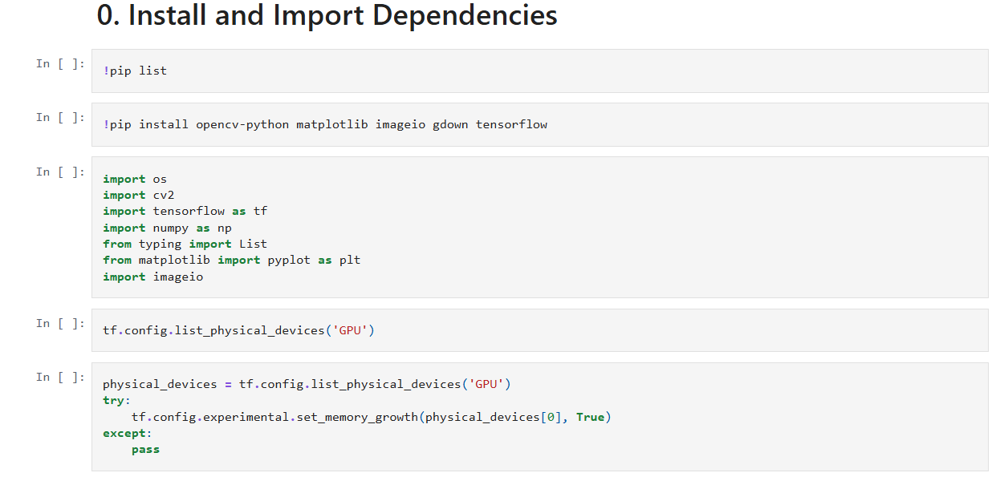 0. Install and Import Dependencies
In [ ]:
!pip list
In [ ]:
!pip install opencv-python matplotlib imageio gdown tensorflow
In [ ]:
import os
import cv2
import tensorflow as tf
import numpy as np
from typing import List
from matplotlib import pyplot as plt
import imageio
In [ ]:
tf.config.list_physical_devices('GPU')
In [ ]:
physical_devices = tf.config.list_physical_devices('GPU')
try:
    tf.config.experimental.set_memory_growth(physical_devices[0], True)
except:
    pass